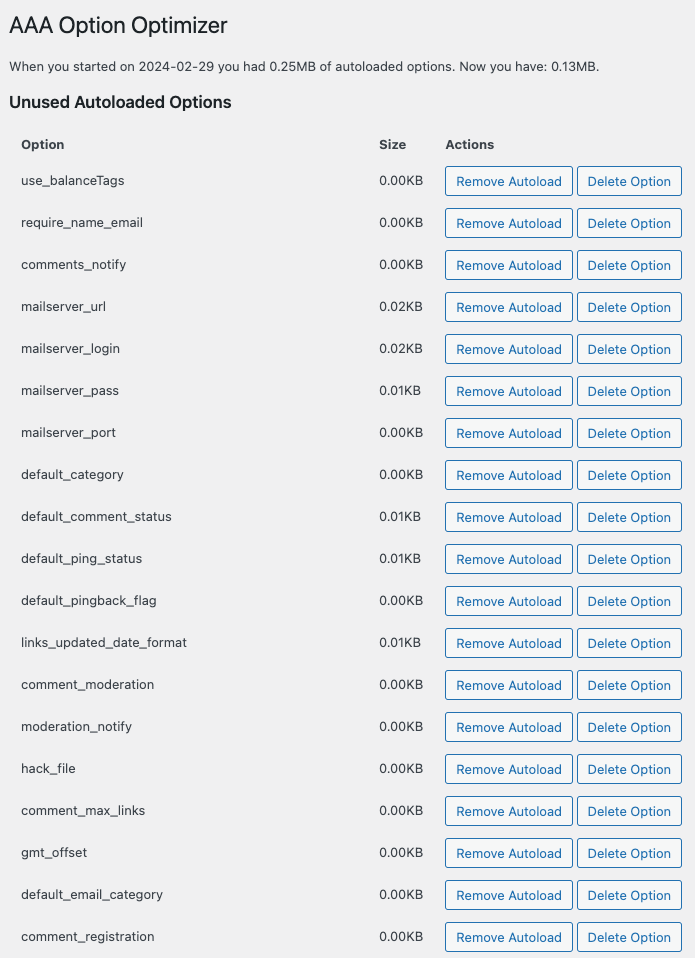 AAA Option Optimizer
When you started on 2024-02-29 you had 0.25MB of autoloaded options. Now you have: 0.13MB.
Unused Autoloaded Options
Option Size Actions
use_balanceTags 0.00KB Remove Autoload Delete Option
require_name_email 0.00KB Remove Autoload Delete Option
comments_notify 0.00KB Remove Autoload Delete Option
mailserver_url 0.02KB Remove Autoload Delete Option
mailserver_login 0.02KB Remove Autoload Delete Option
mailserver_pass 0.01KB Remove Autoload Delete Option
mailserver_port 0.00KB Remove Autoload Delete Option
default_category 0.00KB Remove Autoload Delete Option
default_comment_status 0.01KB Remove Autoload Delete Option
default_ping_status 0.01KB Remove Autoload Delete Option
default_pingback_flag 0.00KB Remove Autoload Delete Option
links_updated_date_format 0.01KB Remove Autoload Delete Option
comment_moderation 0.00KB Remove Autoload Delete Option
moderation_notify 0.00KB Remove Autoload Delete Option
hack_file 0.00KB Remove Autoload Delete Option
comment_max_links 0.00KB Remove Autoload Delete Option
gmt_offset 0.00KB Remove Autoload Delete Option
default_email_category 0.00KB Remove Autoload Delete Option
comment_registration 0.00KB Remove Autoload Delete Option